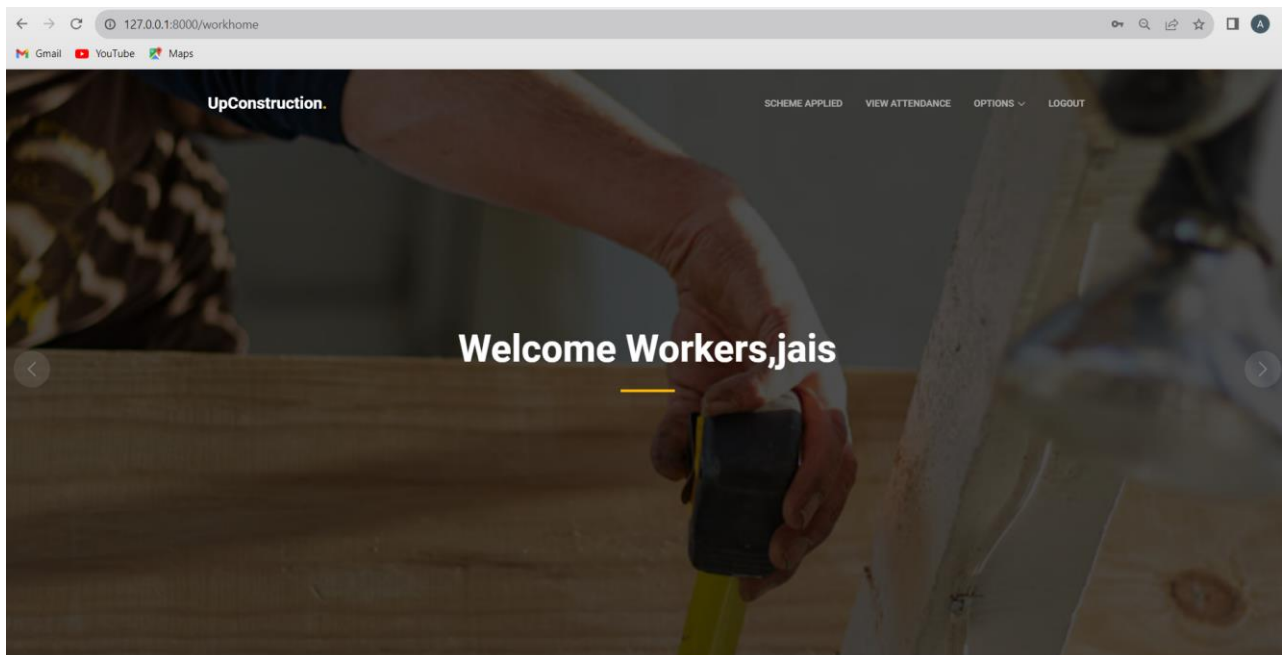 127.0.0.1:8000/workhome
A
Gmail YouTube Maps
UpConstruction. SCHEME APPLIED VIEW ATTENDANCE OPTIONS LOGOUT
Welcome Workers,jais